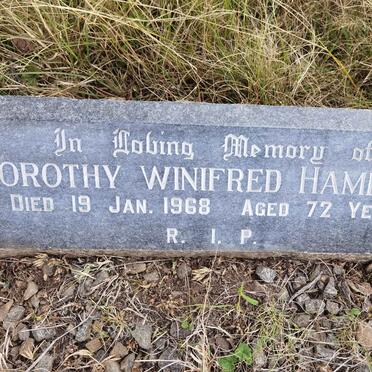 In Loving Memory of
OROTHY WINIFRED HAM
DIED 19 JAN. 1968 AGED 72 YE
R. I. P.